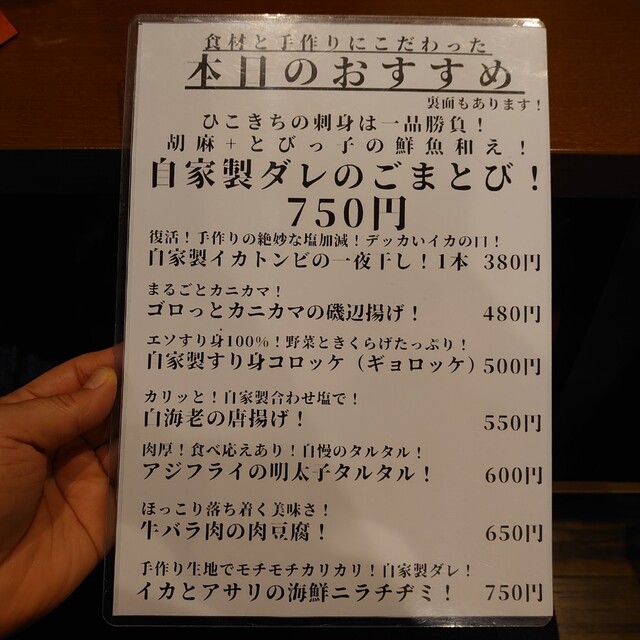 食材と手作りにこだわった
本日のおすすめ
裏面もあります！
ひこきちの刺身は一品勝負！
胡麻+とびっ子の鮮魚和え！
自家製ダレのごまとび！
750円
復活！手作りの絶妙な塩加減！デッカいイカの口！
自家製イカトンビの一夜干し！1本 380円
まるごとカニカマ！
ゴロっとカニカマの磯辺揚げ！ 480円
エソすり身100%！野菜ときくらげたっぷり！
自家製すり身コロッケ（ギョロッケ）500円
カリッと！自家製合わせ塩で！
白海老の唐揚げ！ 550円
肉厚！食べ応えあり！自慢のタルタル！
アジフライの明太子タルタル！ 600円
ほっこり落ち着く美味さ！
牛バラ肉の肉豆腐！ 650円
手作り生地でモチモチカリカリ！自家製ダレ！
イカとアサリの海鮮ニラチヂミ！ 750円